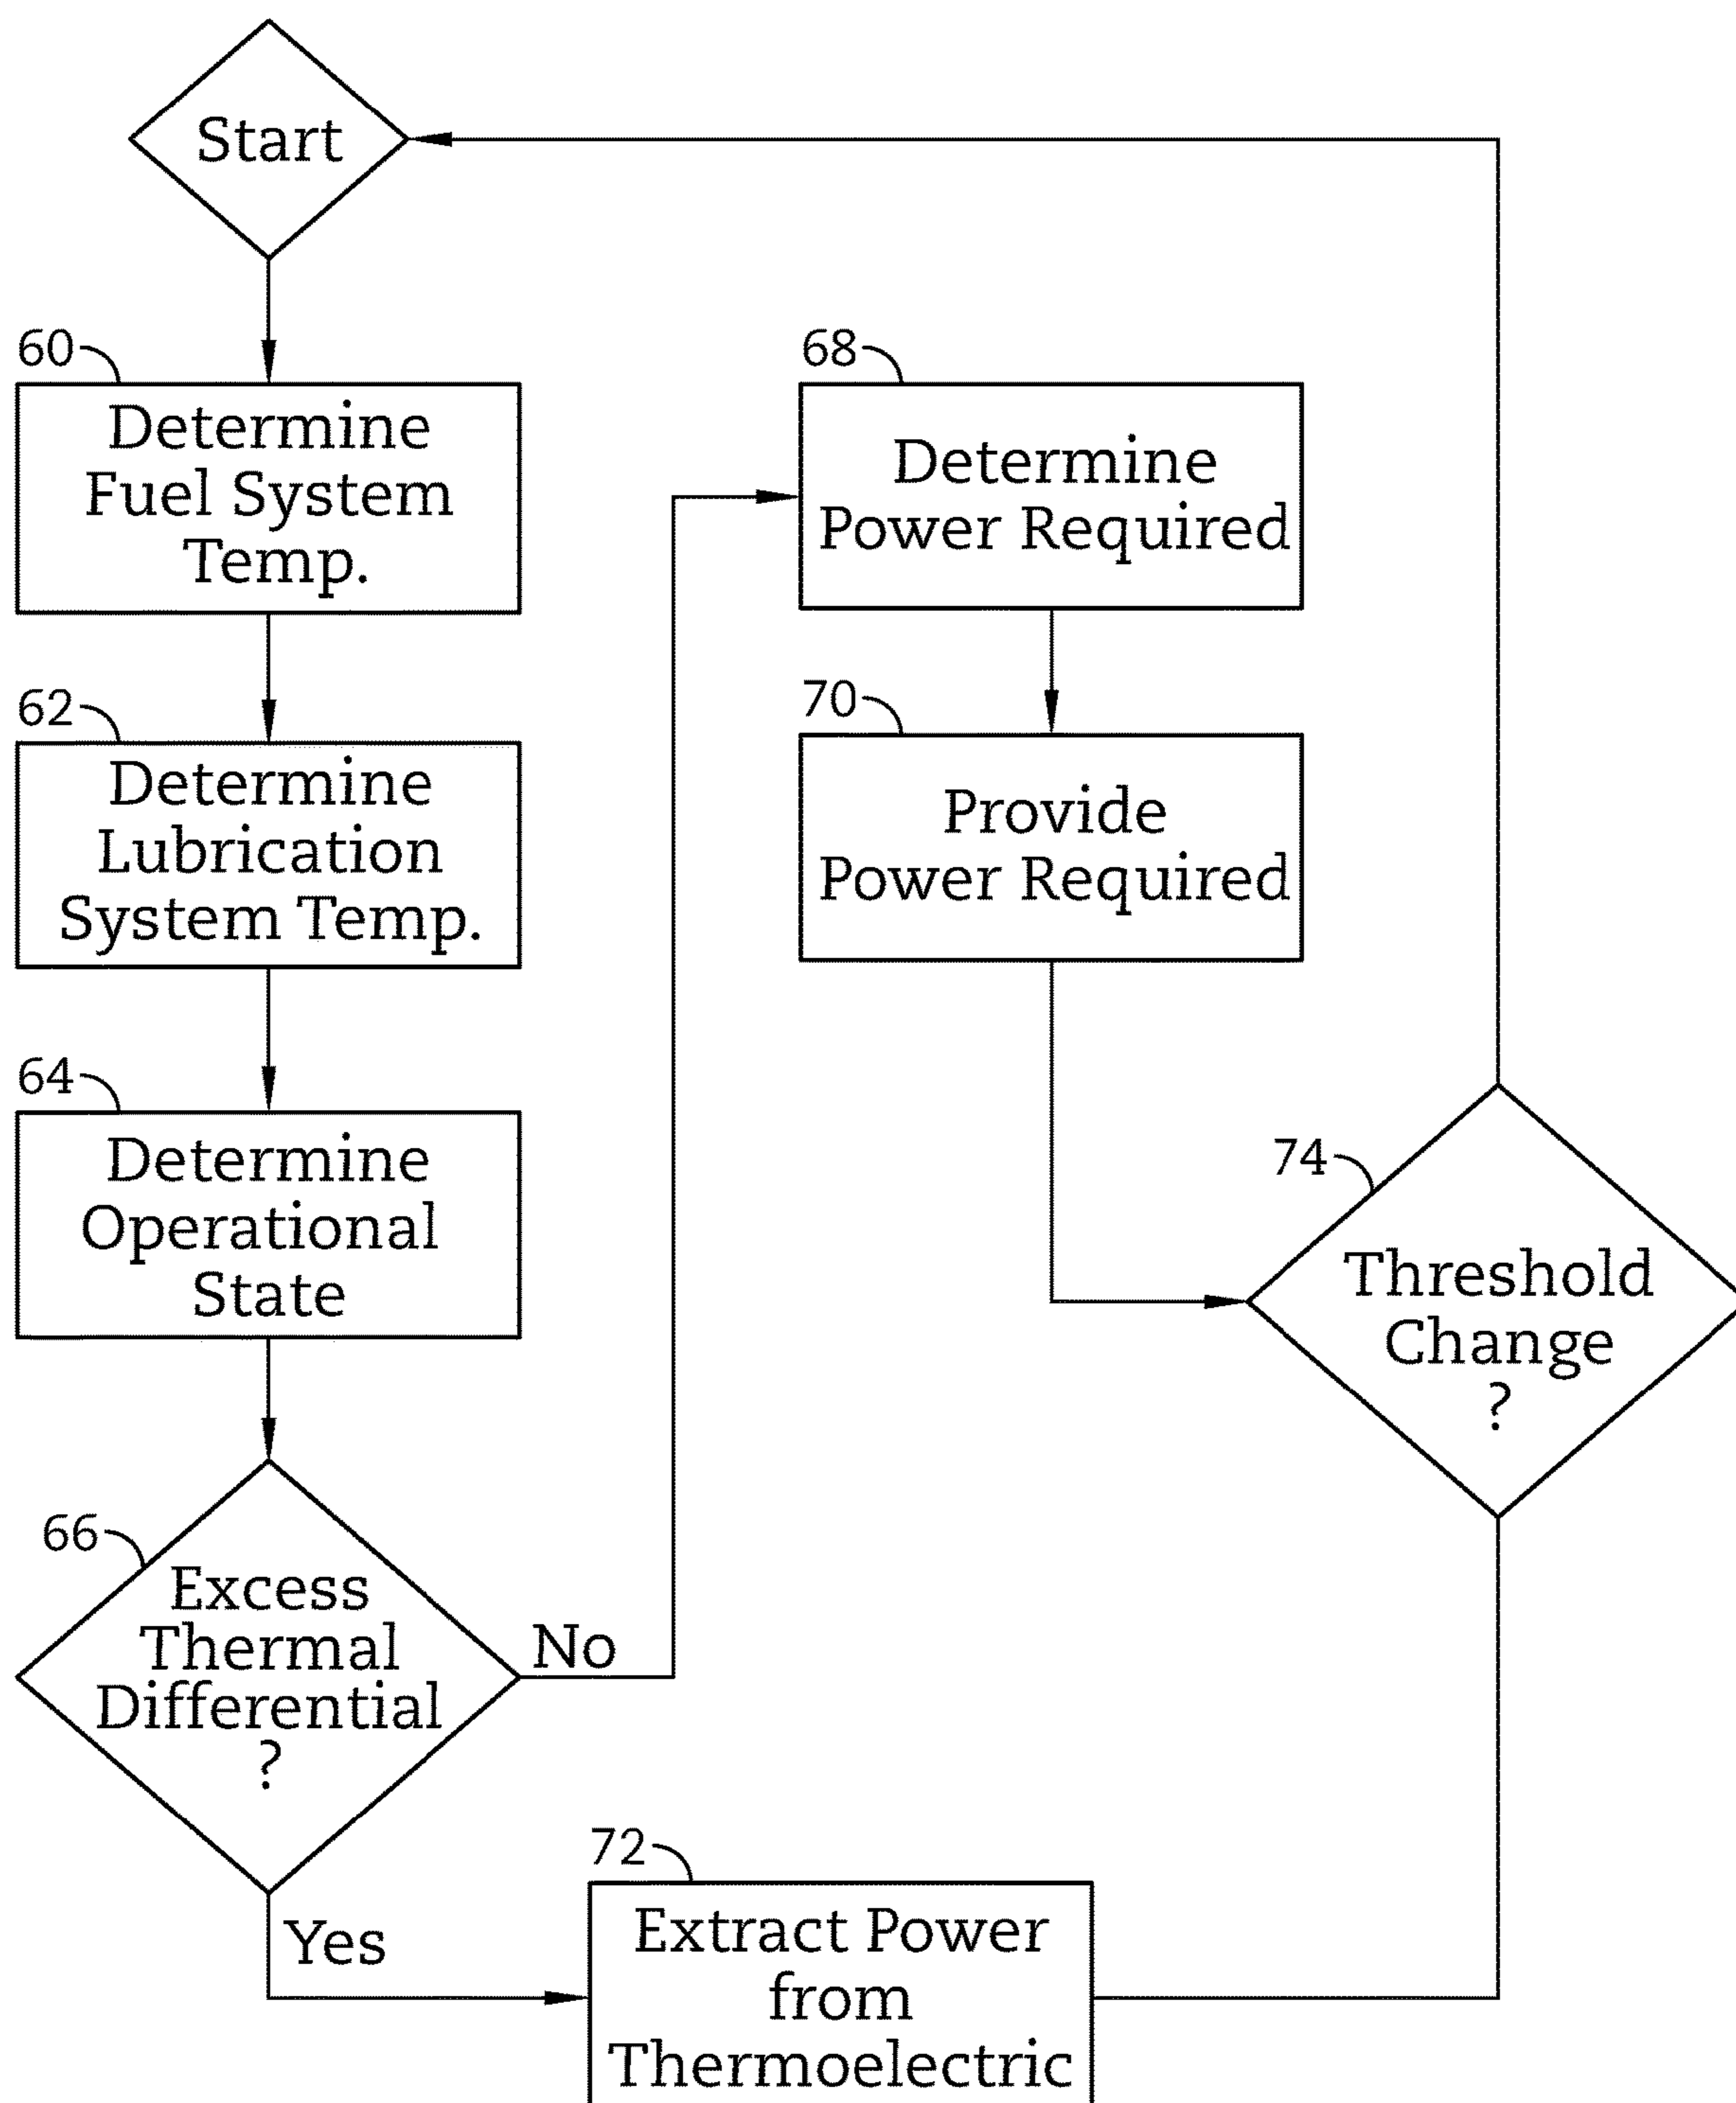 Start
60
Determine
Fuel System
Temp.
62
Determine
Lubrication
System Temp.
64
Determine
Operational
State
66
Excess
Thermal
Differential
?
No
Yes
68
Determine
Power Required
70
Provide
Power Required
72
Extract Power
from
Thermoelectric
74
Threshold
Change
?